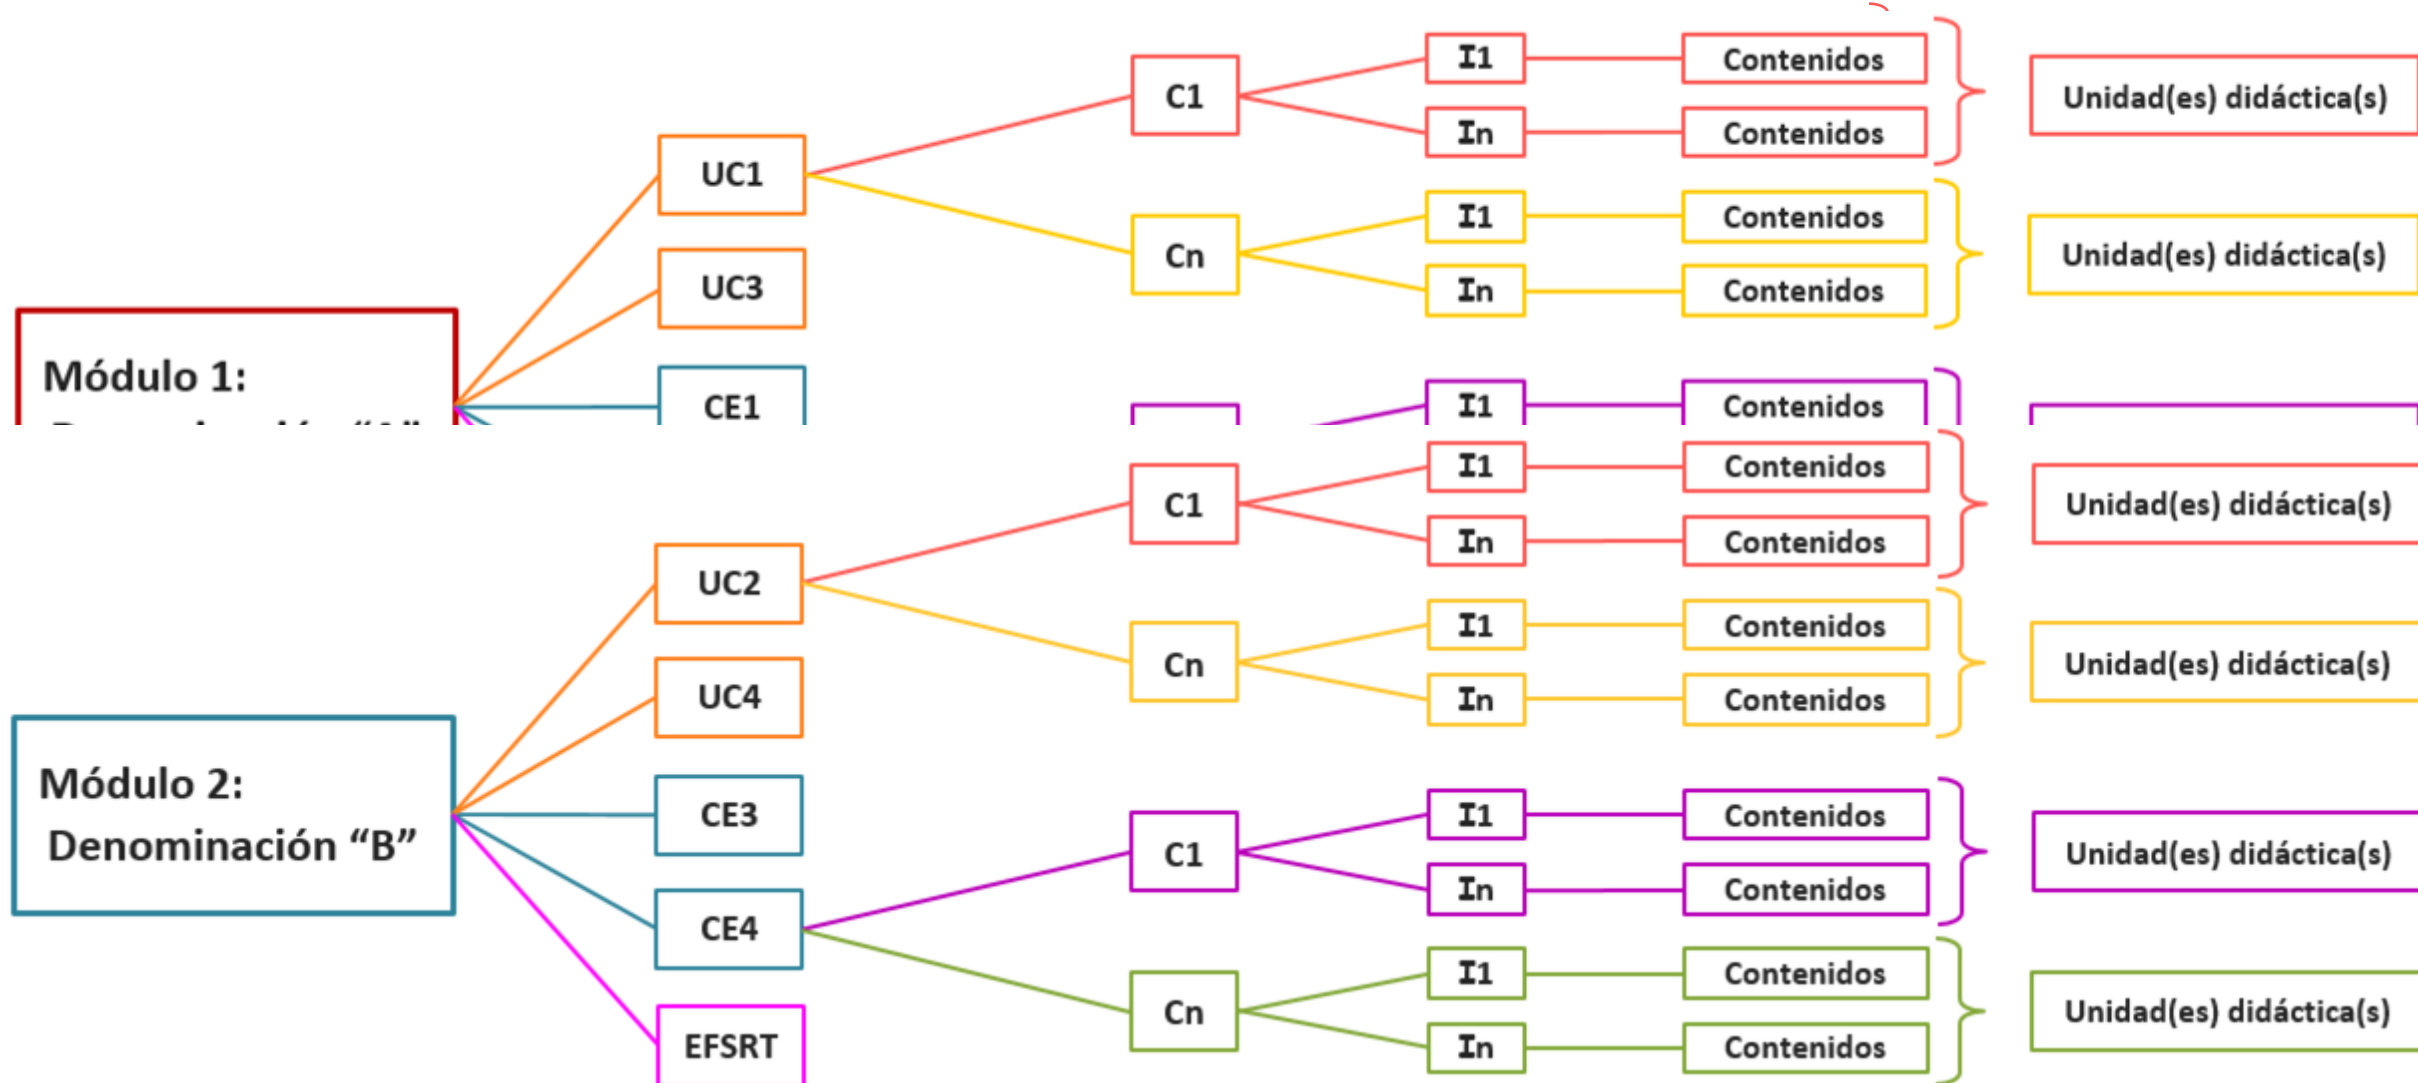 I1
Contenidos
C1
Unidad(es) didáctica(s)
In
Contenidos
UC1
I1
Contenidos
Cn
Unidad(es) didáctica(s)
UC3
In
Contenidos
Módulo 1:
CE1
I1
Contenidos
I1
Contenidos
C1
Unidad(es) didáctica(s)
In
Contenidos
UC2
I1
Contenidos
Cn
Unidad(es) didáctica(s)
UC4
In
Contenidos
Módulo 2:
Denominación “B”
CE3
I1
Contenidos
C1
Unidad(es) didáctica(s)
In
Contenidos
CE4
I1
Contenidos
Cn
Unidad(es) didáctica(s)
EFSRT
In
Contenidos